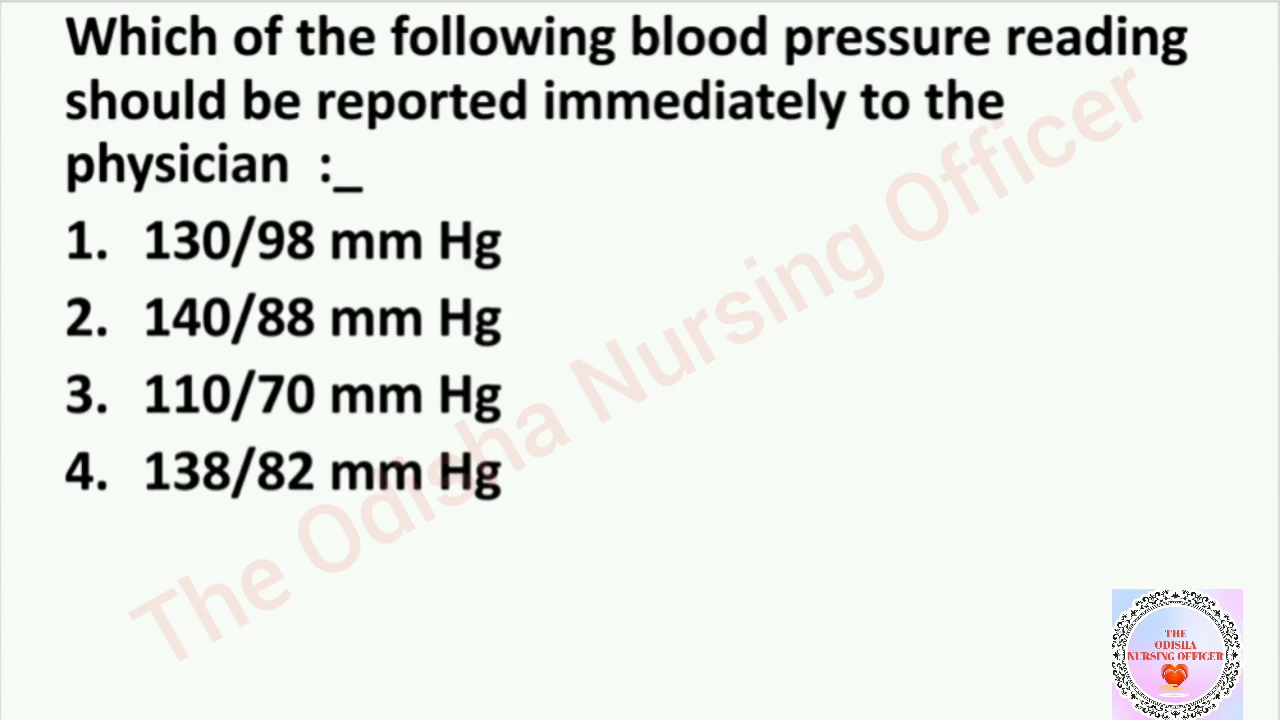 Which of the following blood pressure reading
should be reported immediately to the
physician :_
1. 130/98 mm Hg
2. 140/88 mm Hg
3. 110/70 mm Hg
4. 138/82 mm Hg
The Odisha Nursing Officer
THE
ODISHA
NURSING OFFICER